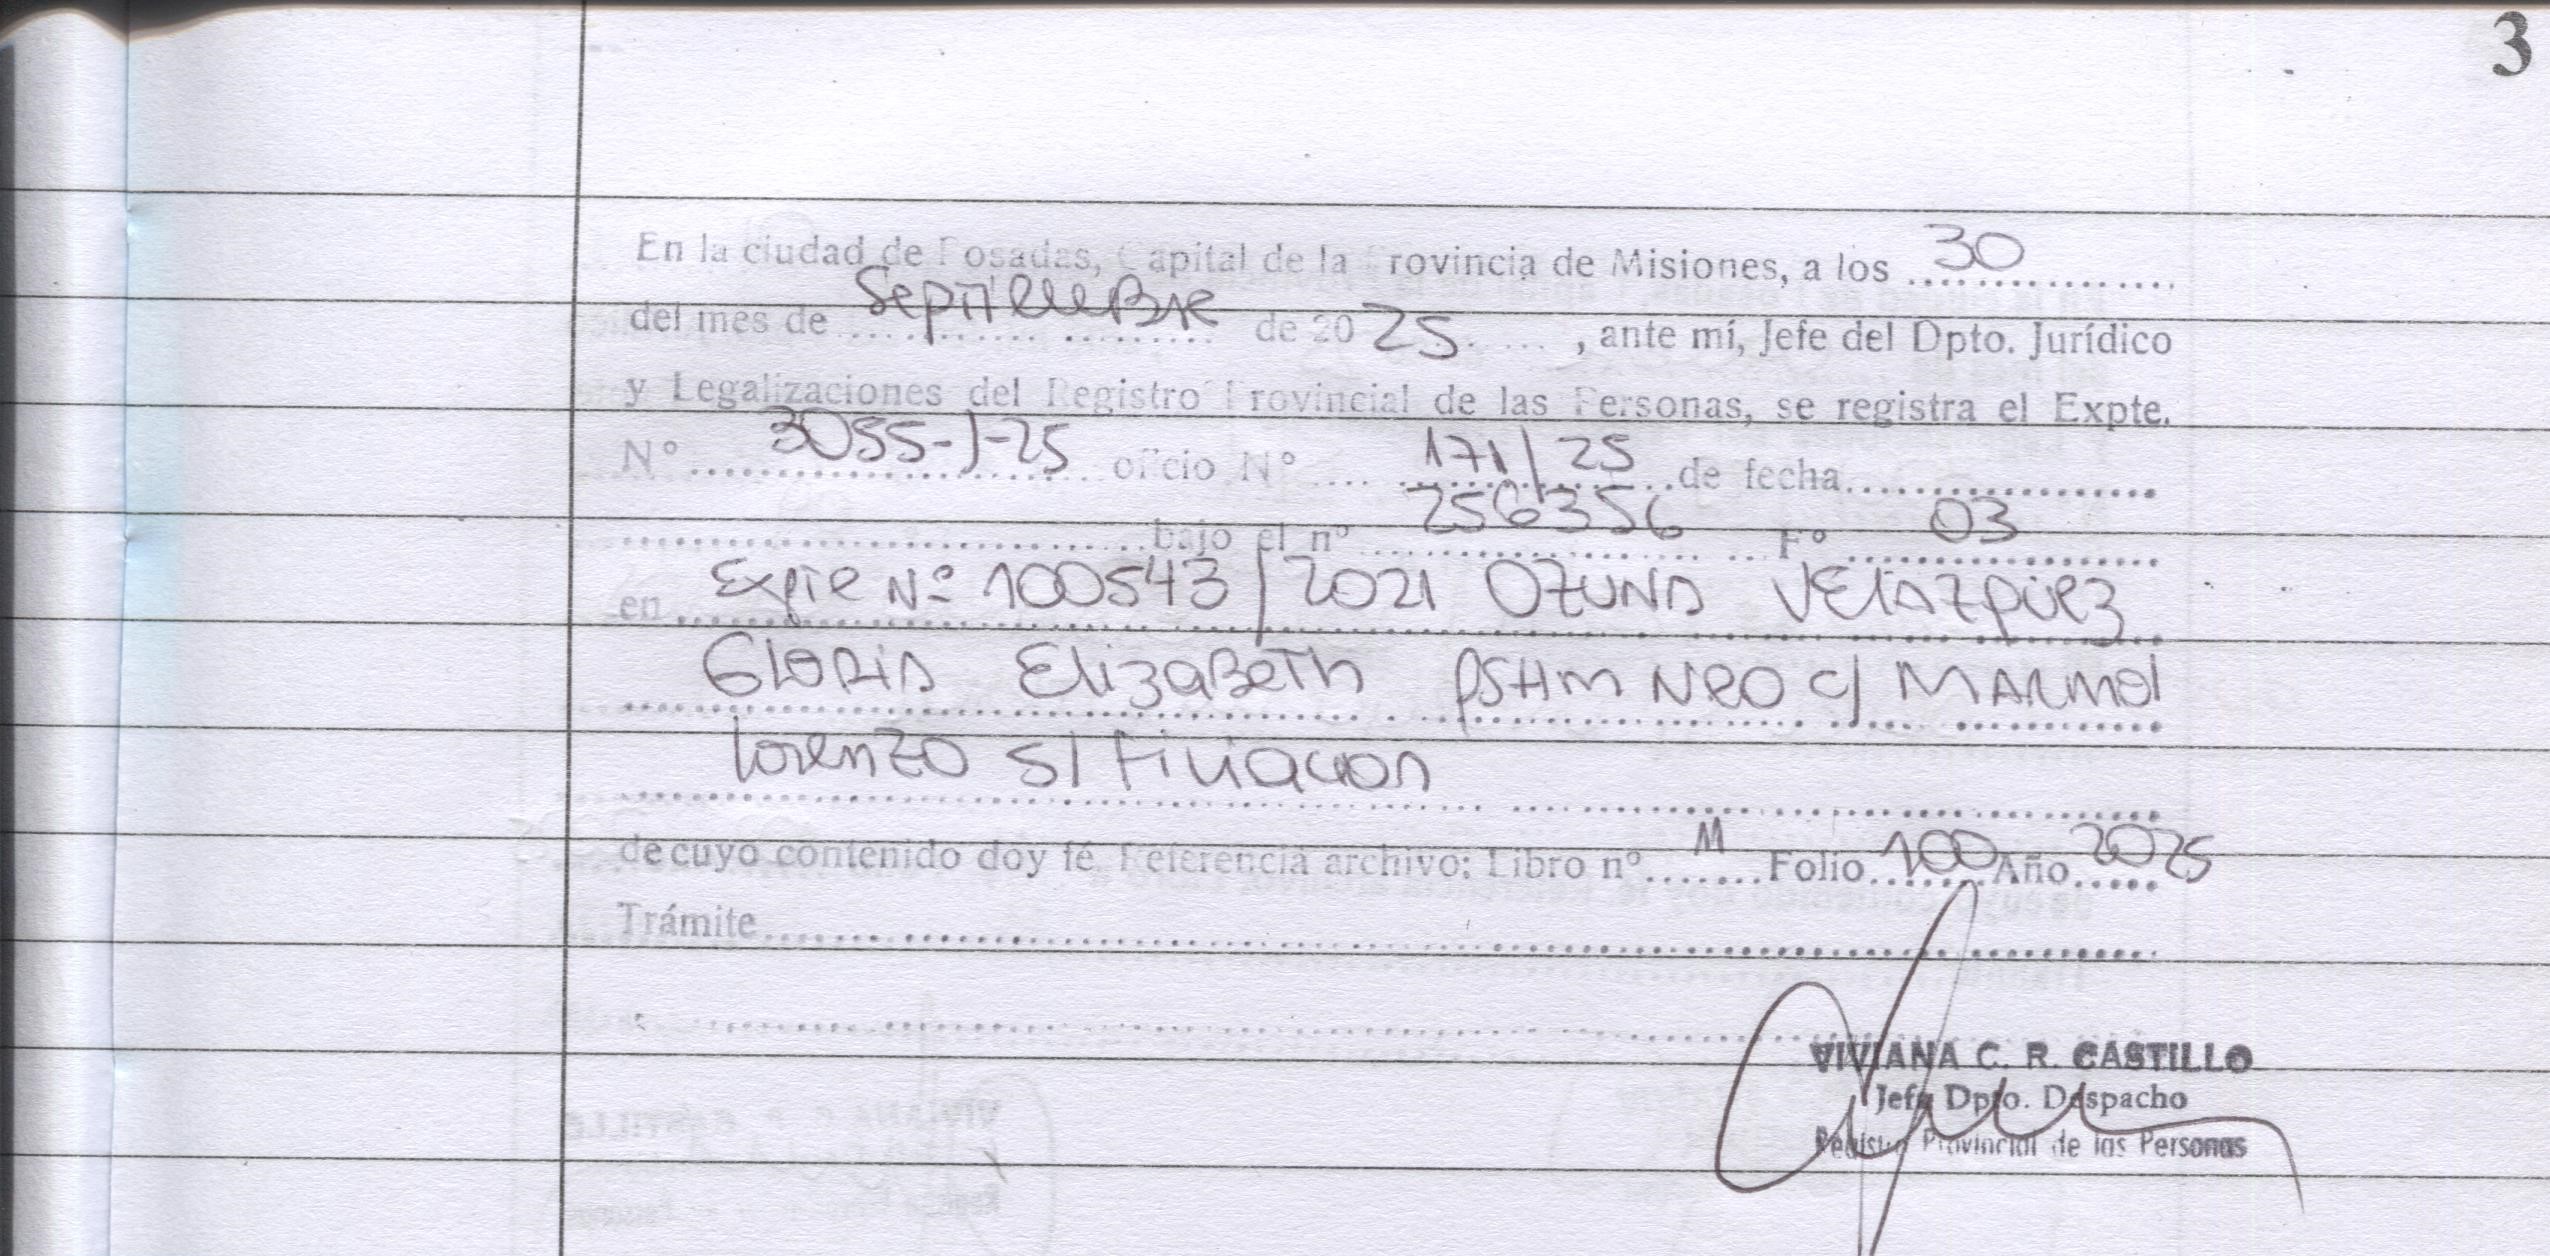 3
En la ciudad de Posadas, Capital de la Provincia de Misiones, a los 30
del mes de Septiembre de 2025, ante mí, Jefe del Dpto. Jurídico
y Legalizaciones del Registro Provincial de las Personas, se registra el Expte.
N° 3055-J-25 oficio N° 171/25 de fecha
bajo el n° 256356 F° 03
en Expte Nº 100543/2021 OZUNA VELAZQUEZ
GLORIA ElizaBeTh PSHM NRO c/ MARMOl
lorenzo S/ Filiacion
de cuyo contenido doy fé. Referencia archivo: Libro nº M Folio 100 Año 2025
Trámite
VIVIANA C. R. CASTILLO
Jefa Dpto. Despacho
Registro Provincial de las Personas